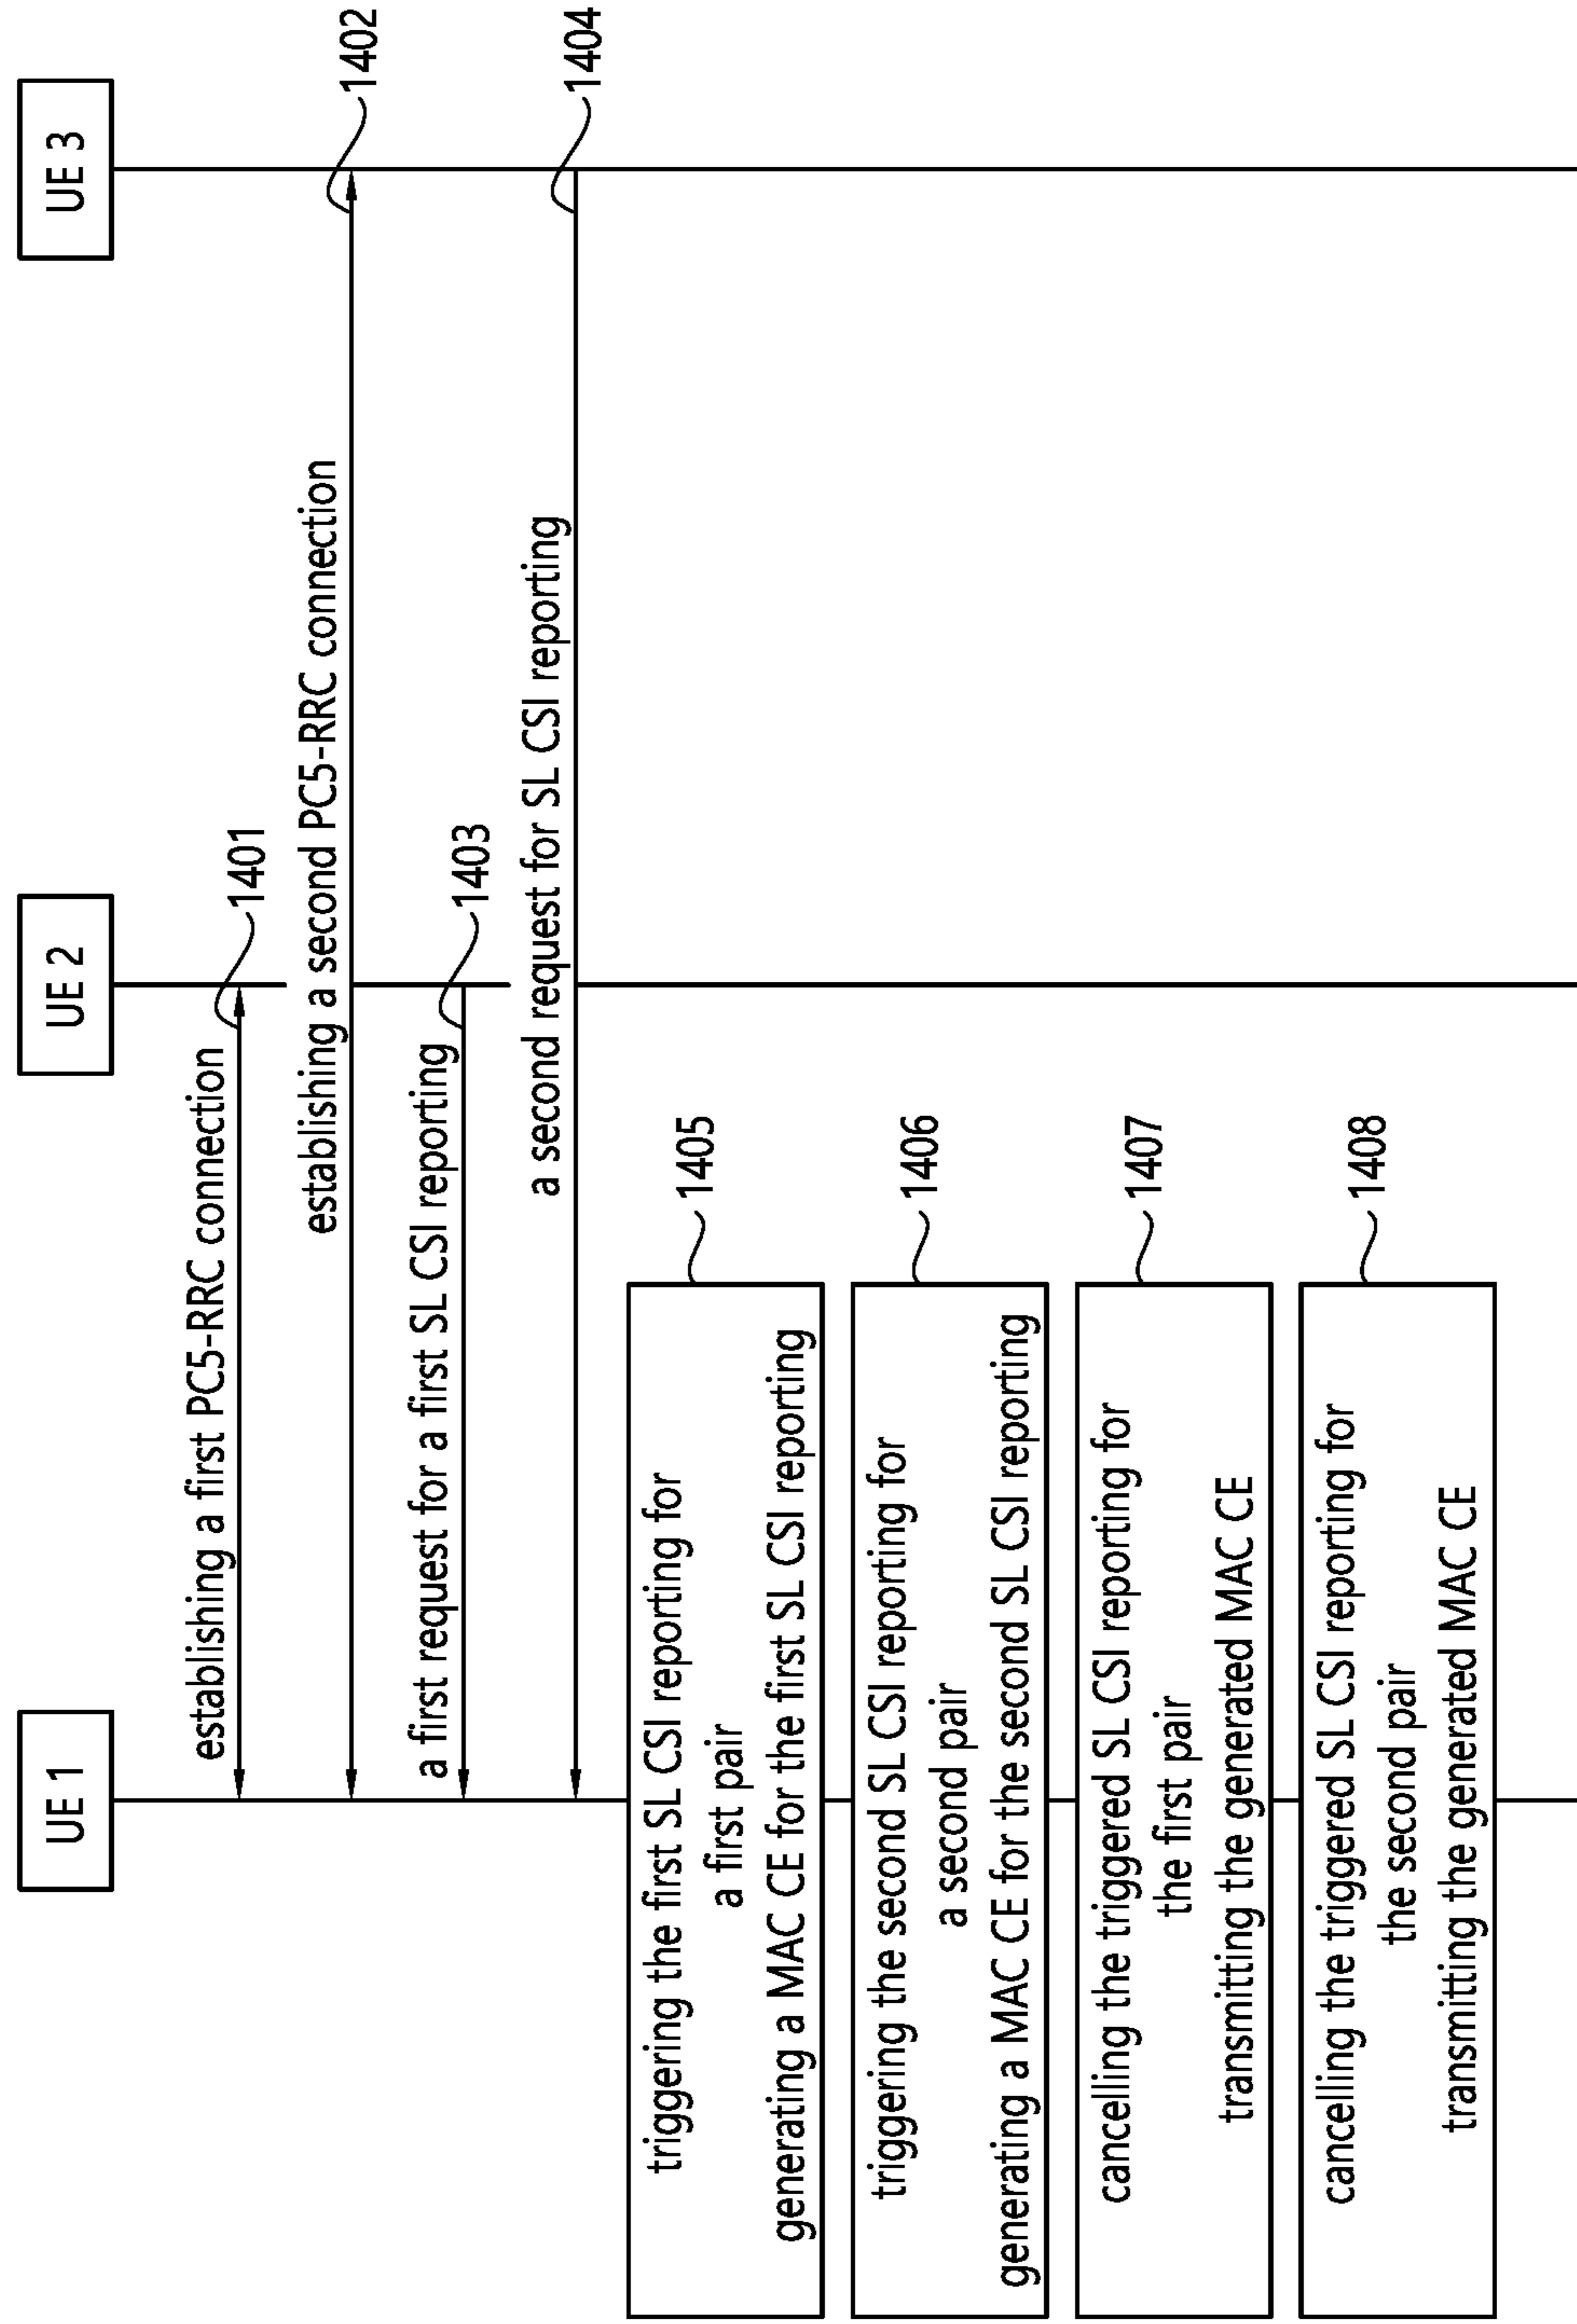 UE 1
UE 2
UE 3
establishing a first PC5-RRC connection
1401
establishing a second PC5-RRC connection
1402
a first request for a first SL CSI reporting
1403
a second request for SL CSI reporting
1404
triggering the first SL CSI reporting for
a first pair
generating a MAC CE for the first SL CSI reporting
1405
triggering the second SL CSI reporting for
a second pair
generating a MAC CE for the second SL CSI reporting
1406
cancelling the triggered SL CSI reporting for
the first pair
transmitting the generated MAC CE
1407
cancelling the triggered SL CSI reporting for
the second pair
transmitting the generated MAC CE
1408